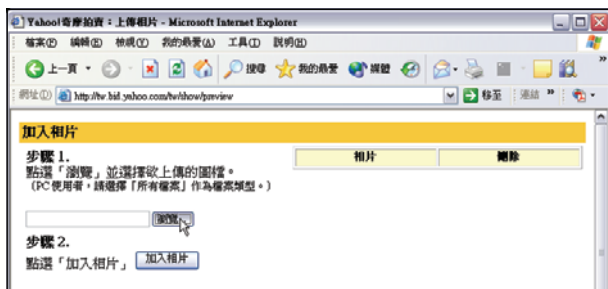 Yahoo!奇摩拍賣：上傳相片 - Microsoft Internet Explorer
檔案(F) 編輯(E) 檢視(V) 我的最愛(A) 工具(T) 說明(H)
上一頁 搜尋 我的最愛 媒體
網址(D) http://tw.bid.yahoo.com/tw/show/preview 移至 連結
加入相片
步驟 1.
點選「瀏覽」並選擇欲上傳的圖檔。
(PC使用者，請選擇「所有檔案」作為檔案類型。)
相片 刪除
瀏覽...
步驟 2.
點選「加入相片」 加入相片